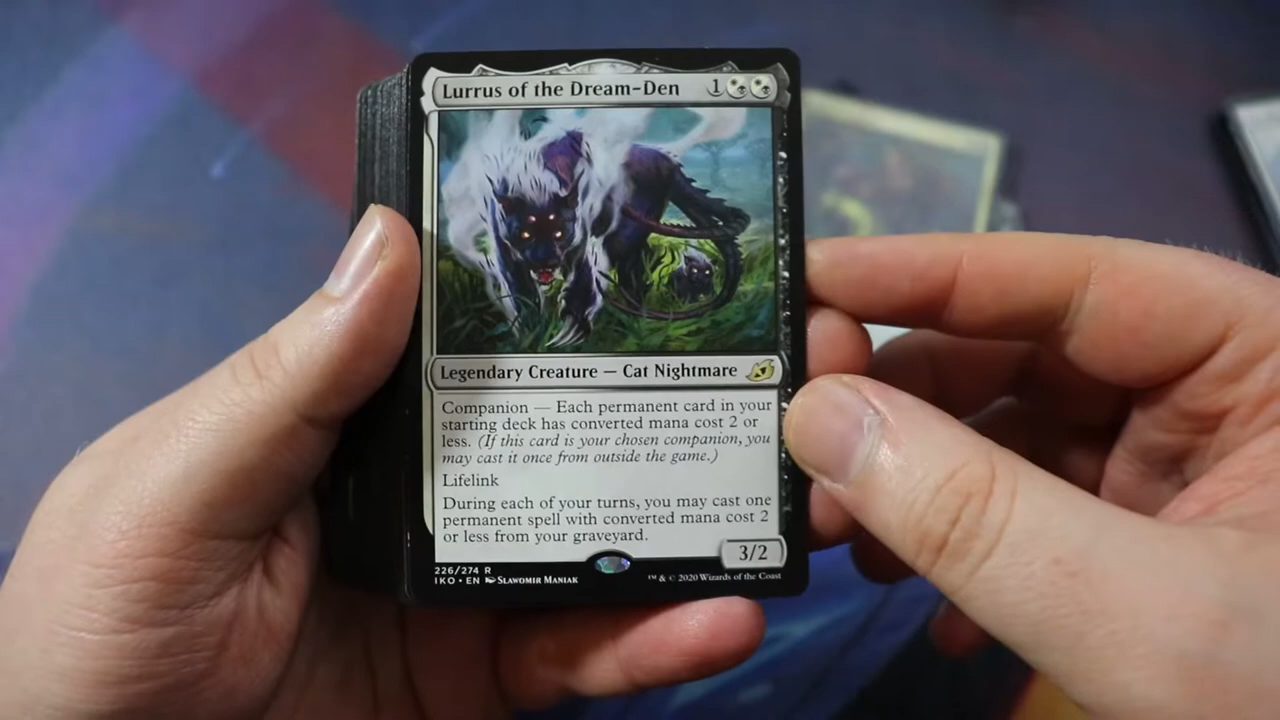 Lurrus of the Dream-Den 1
Legendary Creature — Cat Nightmare
Companion — Each permanent card in your
starting deck has converted mana cost 2 or
less. (If this card is your chosen companion, you
may cast it once from outside the game.)
Lifelink
During each of your turns, you may cast one
permanent spell with converted mana cost 2
or less from your graveyard.
3/2
226/274 R
IKO • EN Slawomir Maniak
™ & © 2020 Wizards of the Coast